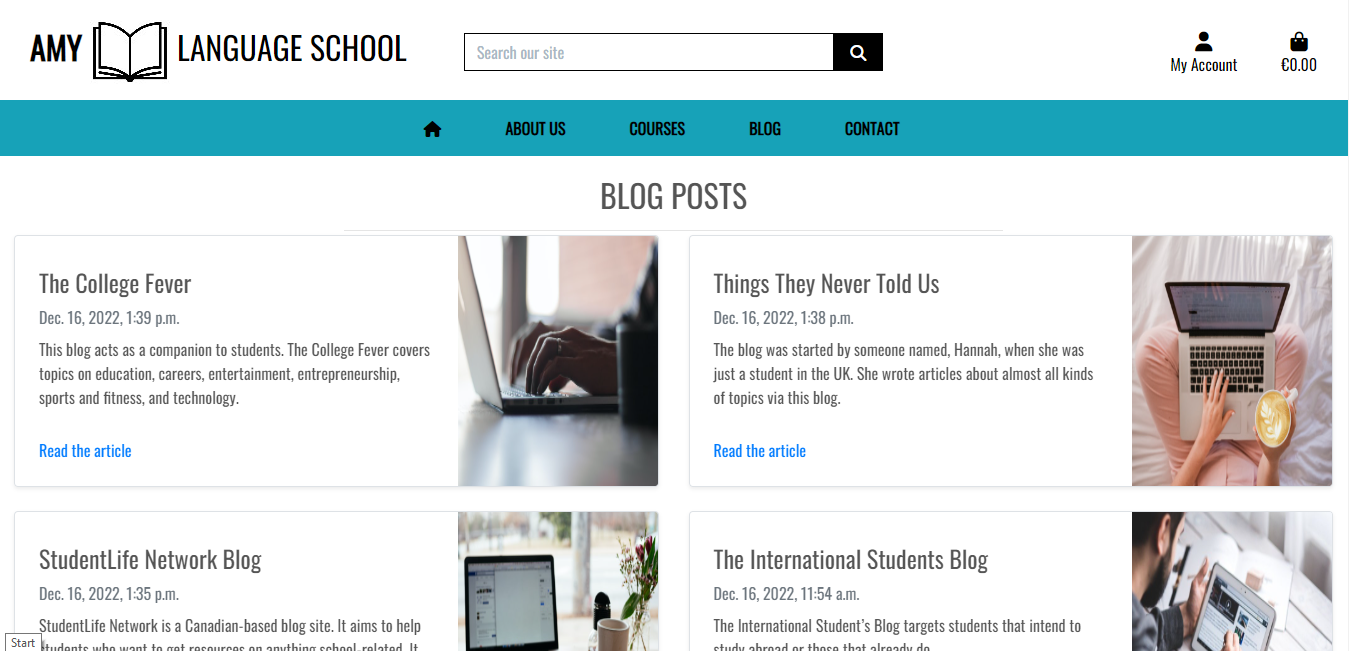 AMY LANGUAGE SCHOOL
Search our site
My Account
€0.00
ABOUT US
COURSES
BLOG
CONTACT
BLOG POSTS
The College Fever
Dec. 16, 2022, 1:39 p.m.
This blog acts as a companion to students. The College Fever covers
topics on education, careers, entertainment, entrepreneurship,
sports and fitness, and technology.
Read the article
Things They Never Told Us
Dec. 16, 2022, 1:38 p.m.
The blog was started by someone named, Hannah, when she was
just a student in the UK. She wrote articles about almost all kinds
of topics via this blog.
Read the article
StudentLife Network Blog
Dec. 16, 2022, 1:35 p.m.
StudentLife Network is a Canadian-based blog site. It aims to help
students who want to get resources on anything school-related. It
The International Students Blog
Dec. 16, 2022, 11:54 a.m.
The International Student’s Blog targets students that intend to
study abroad or those that already do.
Start